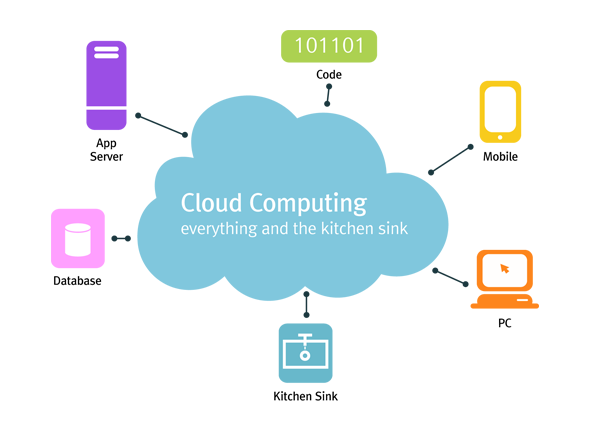 101101
Code
App
Server
Mobile
Cloud Computing
everything and the kitchen sink
Database
PC
Kitchen Sink